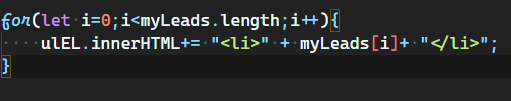 for(let i=0;i<myLeads.length;i++){
    ulEL.innerHTML+= "<li>" + myLeads[i]+ "</li>";
}